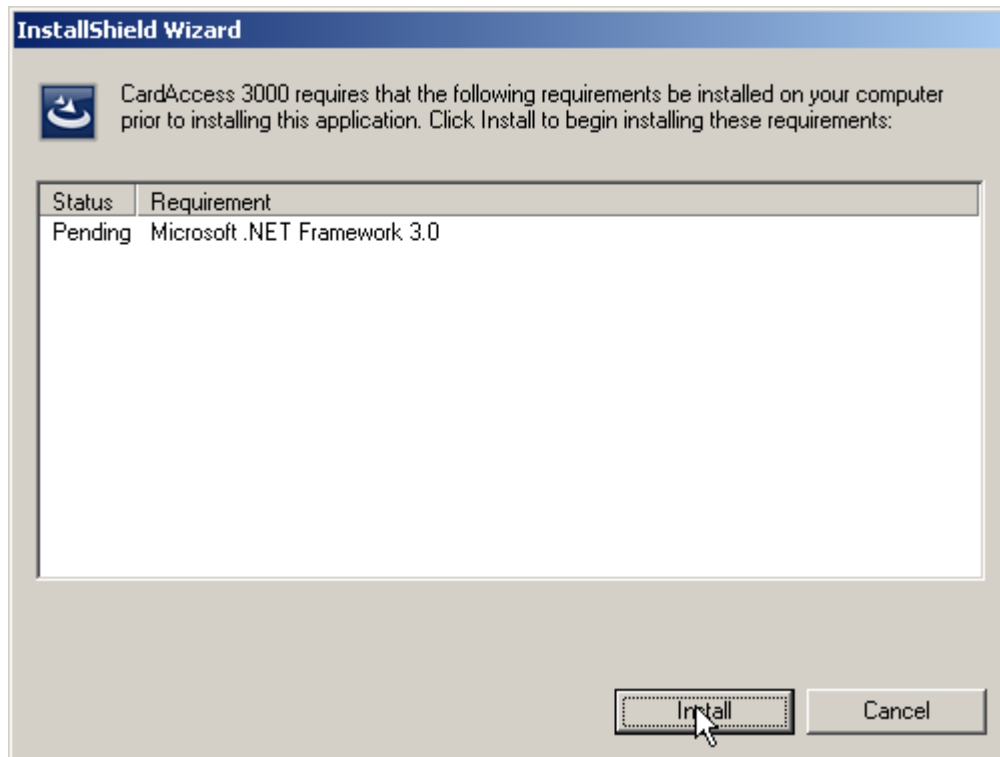 InstallShield Wizard
CardAccess 3000 requires that the following requirements be installed on your computer
prior to installing this application. Click Install to begin installing these requirements:
Status Requirement
Pending Microsoft .NET Framework 3.0
Install Cancel